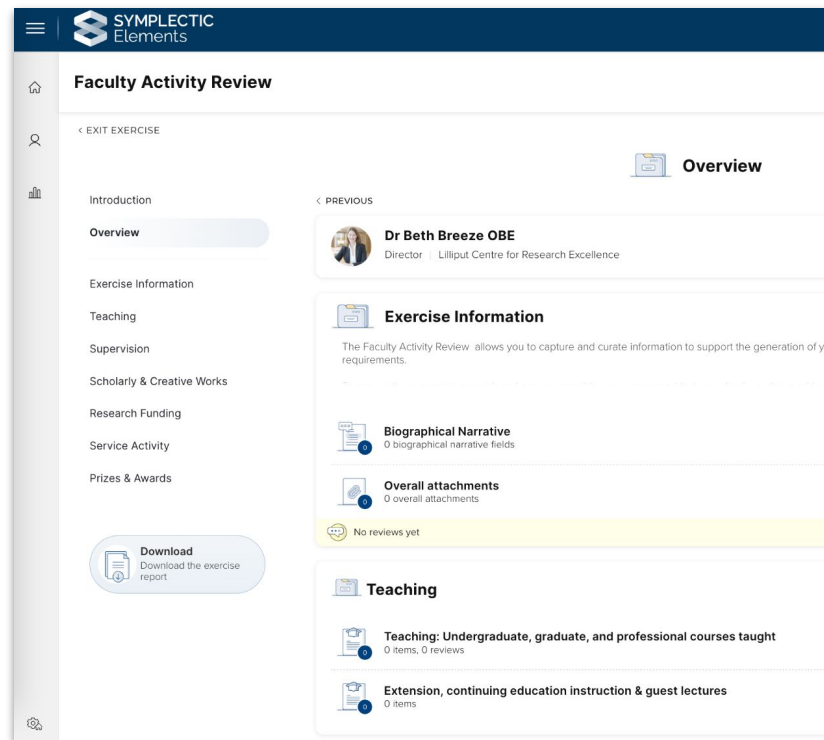 SYMPLECTIC
Elements
Faculty Activity Review
< EXIT EXERCISE
Overview
Introduction
Overview
Exercise Information
Teaching
Supervision
Scholarly & Creative Works
Research Funding
Service Activity
Prizes & Awards
Download
Download the exercise
report
< PREVIOUS
Dr Beth Breeze OBE
Director | Lilliput Centre for Research Excellence
Exercise Information
The Faculty Activity Review allows you to capture and curate information to support the generation of y
requirements.
0
Biographical Narrative
0 biographical narrative fields
0
Overall attachments
0 overall attachments
No reviews yet
Teaching
0
Teaching: Undergraduate, graduate, and professional courses taught
0 items, 0 reviews
0
Extension, continuing education instruction & guest lectures
0 items